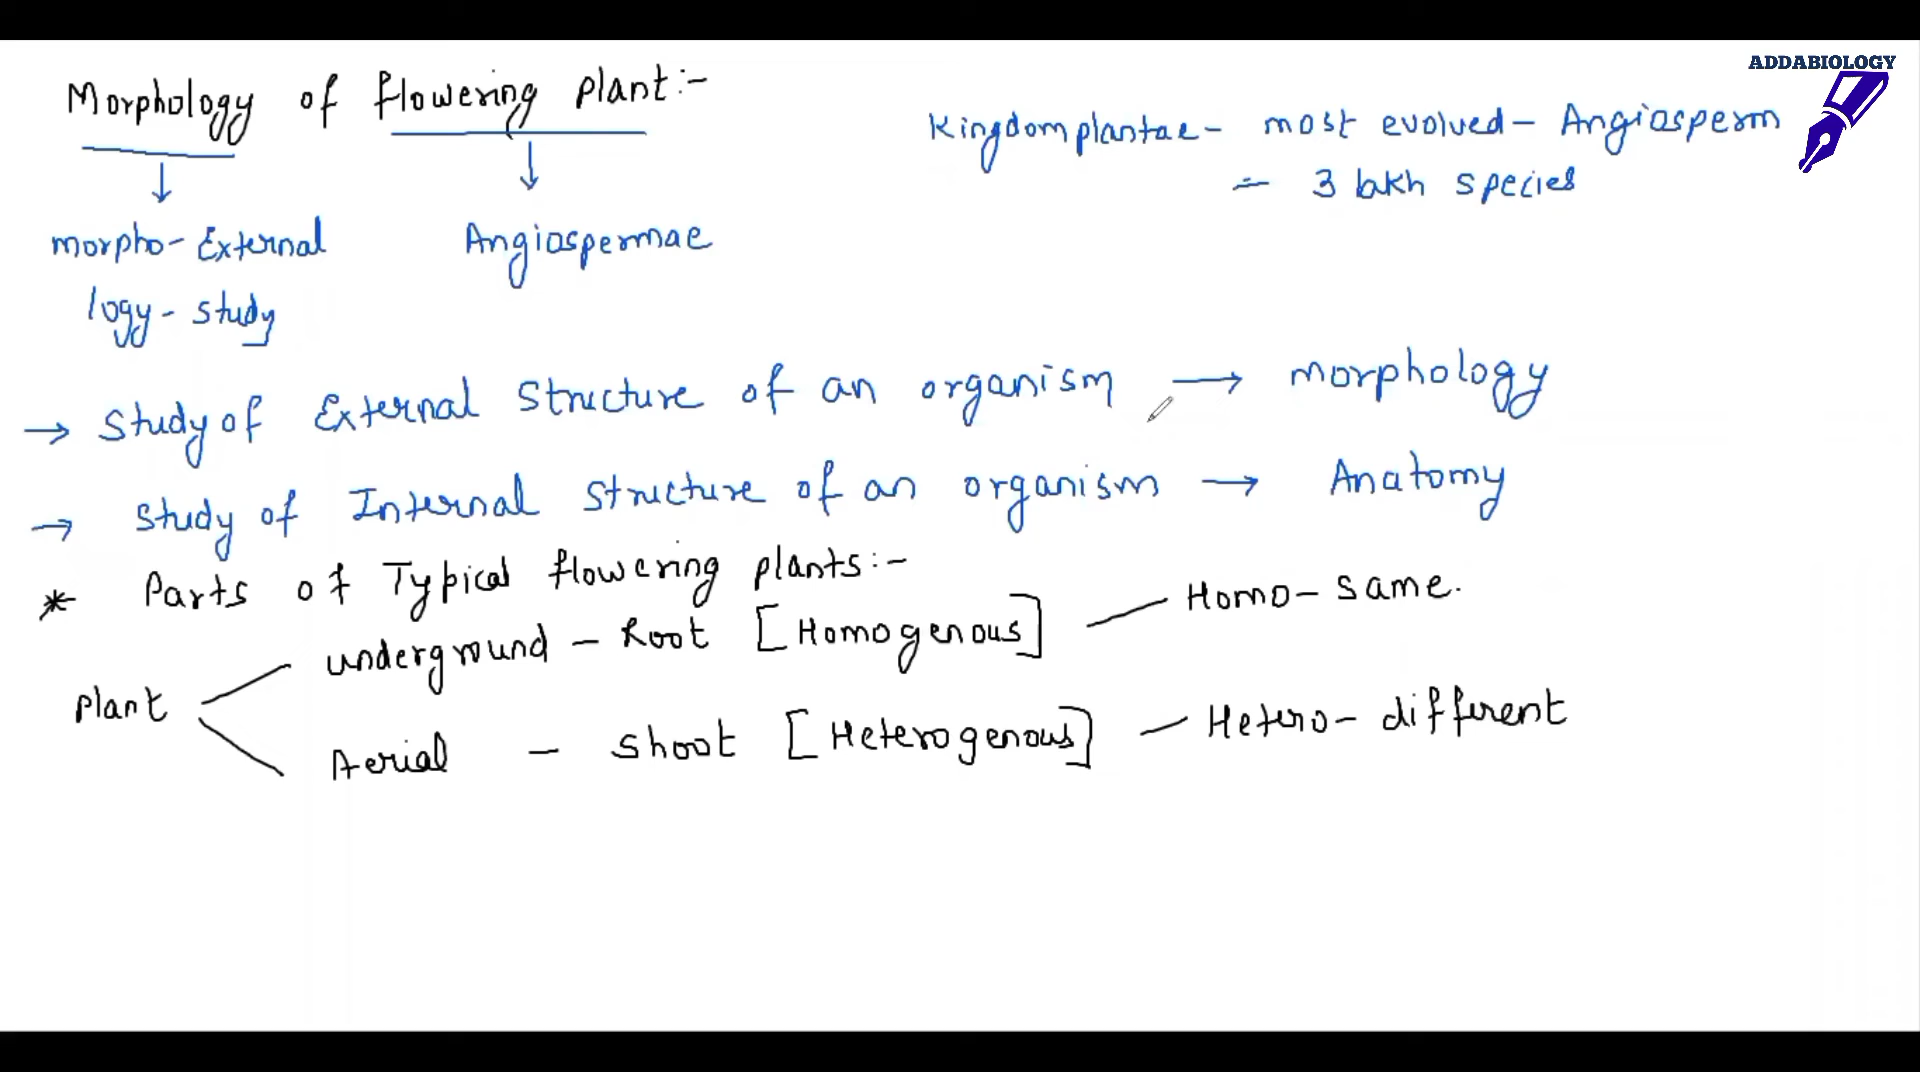 ADDABIOLOGY
Morphology of flowering plant:-
Kingdom plantae - most evolved - Angiosperm
= 3 lakh species
morpho - External
Angiospermae
logy - study
→ Study of External Structure of an organism → morphology
→ Study of Internal Structure of an organism → Anatomy
* Parts of Typical flowering plants:-
underground - Root [Homogenous] - Homo - same.
plant
Aerial - shoot [Heterogenous] - Hetero - different